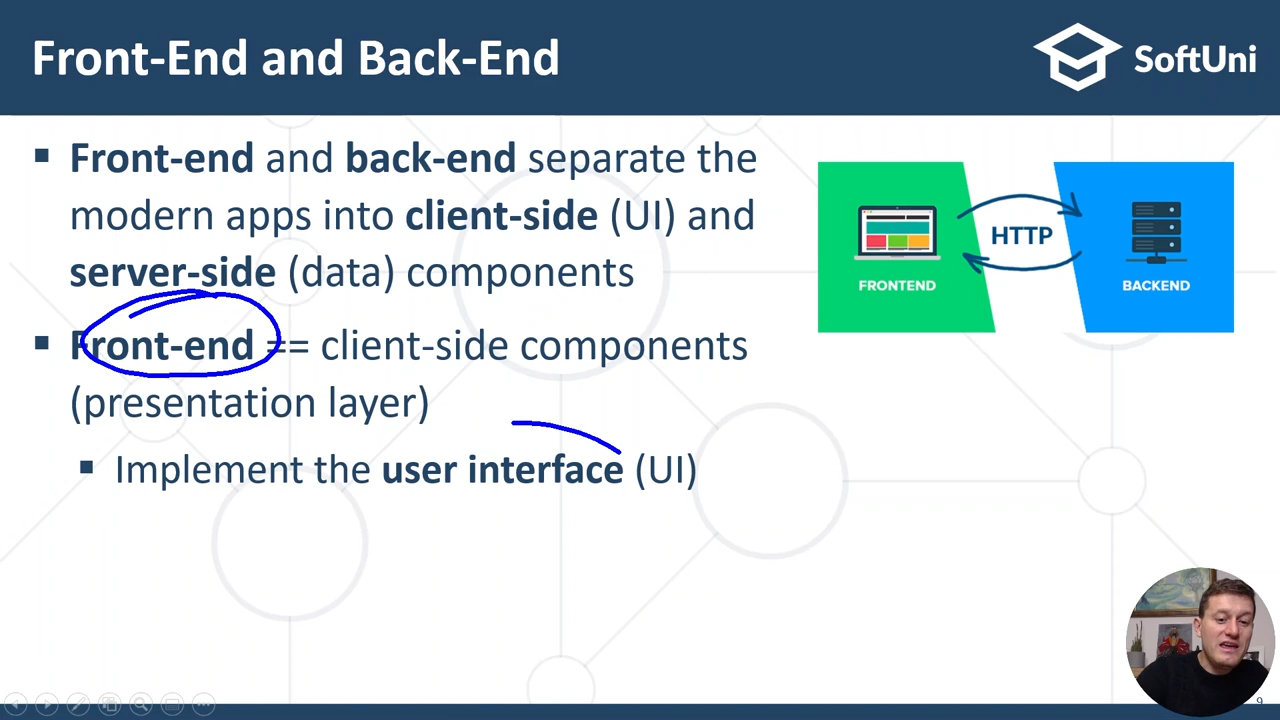 Front-End and Back-End
SoftUni
▪ Front-end and back-end separate the
modern apps into client-side (UI) and
server-side (data) components
▪ Front-end == client-side components
(presentation layer)
▪ Implement the user interface (UI)
HTTP
FRONTEND
BACKEND
9